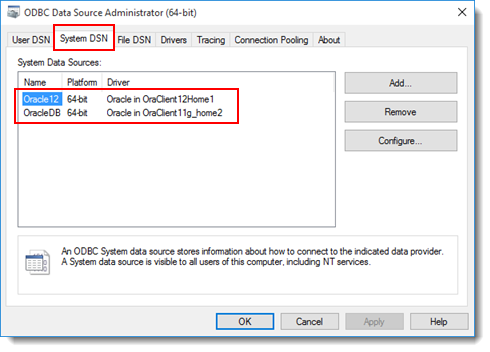 ODBC Data Source Administrator (64-bit)
User DSN System DSN File DSN Drivers Tracing Connection Pooling About
System Data Sources:
Name Platform Driver
Oracle12 64-bit Oracle in OraClient12Home1
OracleDB 64-bit Oracle in OraClient11g_home2
Add...
Remove
Configure...
An ODBC System data source stores information about how to connect to the indicated data provider.
A System data source is visible to all users of this computer, including NT services.
OK Cancel Apply Help